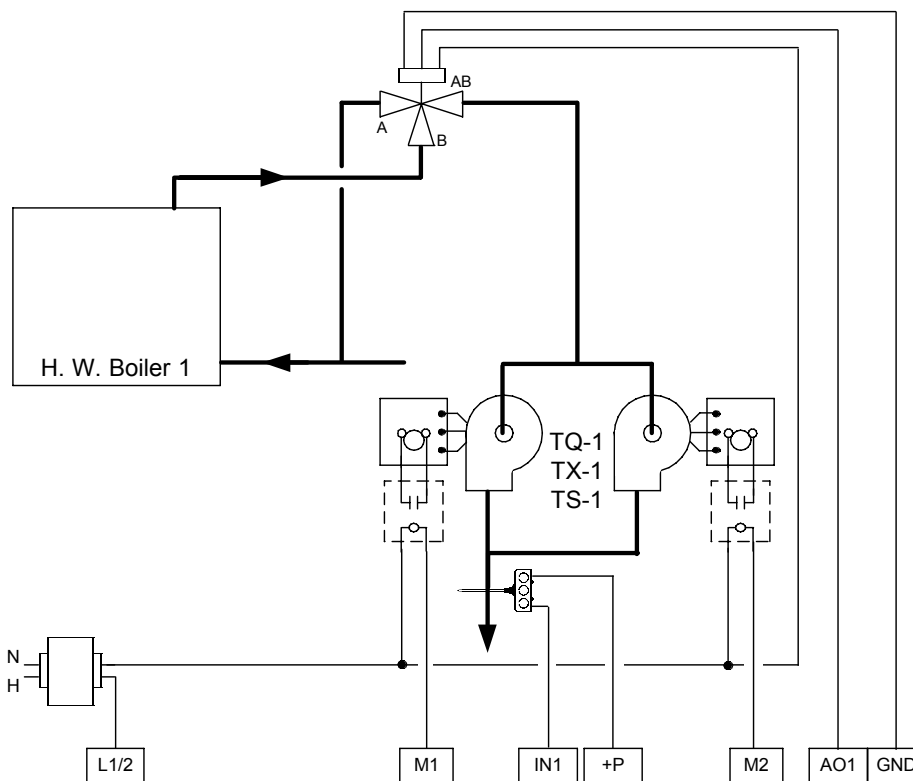 AB
A
B
H. W. Boiler 1
TQ-1
TX-1
TS-1
N
H
L1/2
M1
IN1
+P
M2
AO1
GND